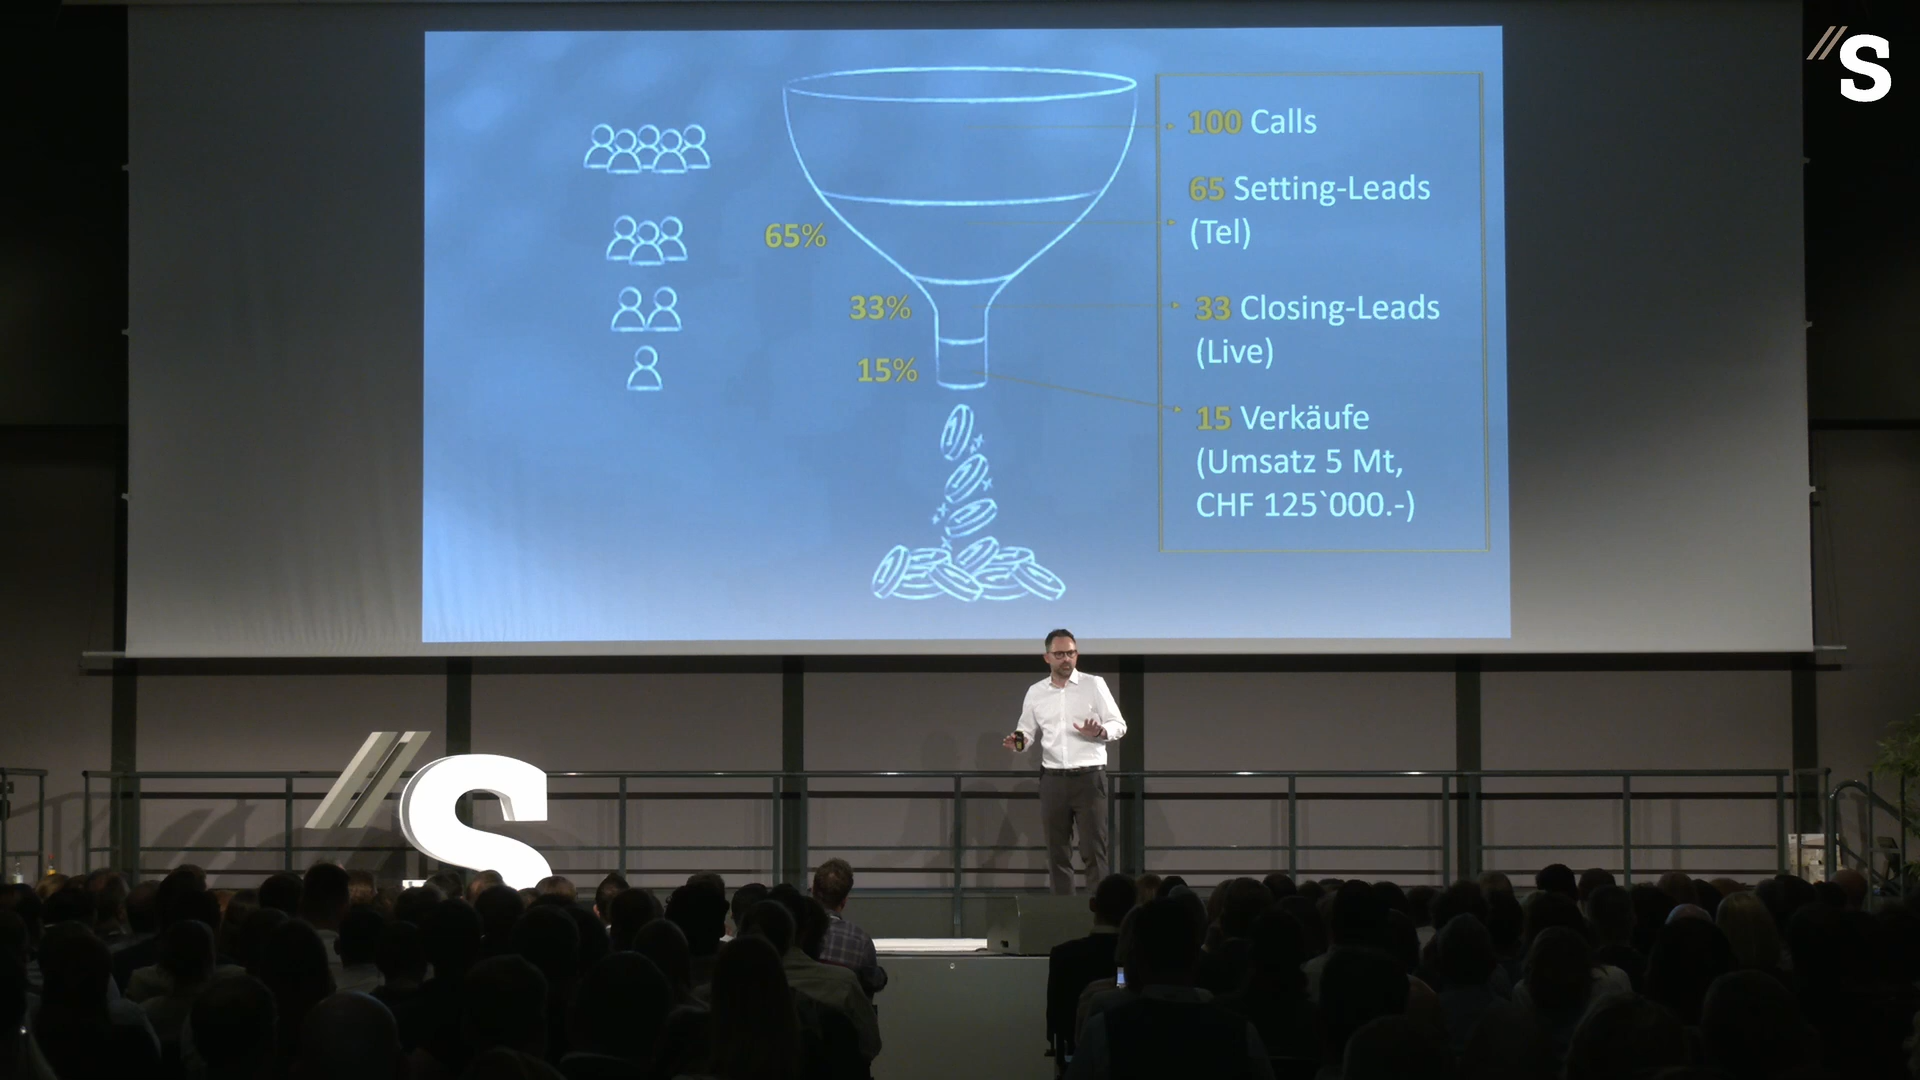 S
100 Calls
65 Setting-Leads
(Tel)
65%
33%
33 Closing-Leads
(Live)
15%
15 Verkäufe
(Umsatz 5 Mt,
CHF 125`000.-)
S